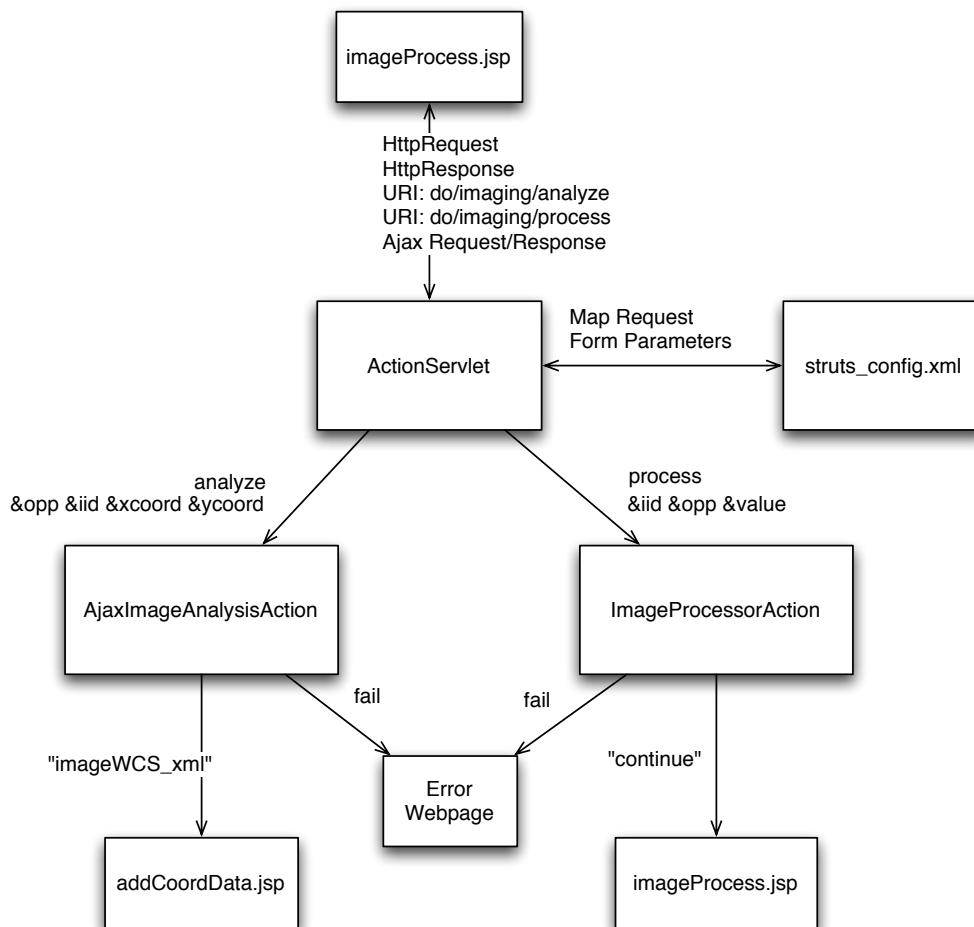 imageProcess.jsp
HttpRequest
HttpResponse
URI: do/imaging/analyze
URI: do/imaging/process
Ajax Request/Response
Map Request
Form Parameters
ActionServlet
struts_config.xml
analyze
&opp &iid &xcoord &ycoord
process
&iid &opp &value
AjaxImageAnalysisAction
ImageProcessorAction
fail
fail
"imageWCS_xml"
"continue"
Error
Webpage
addCoordData.jsp
imageProcess.jsp